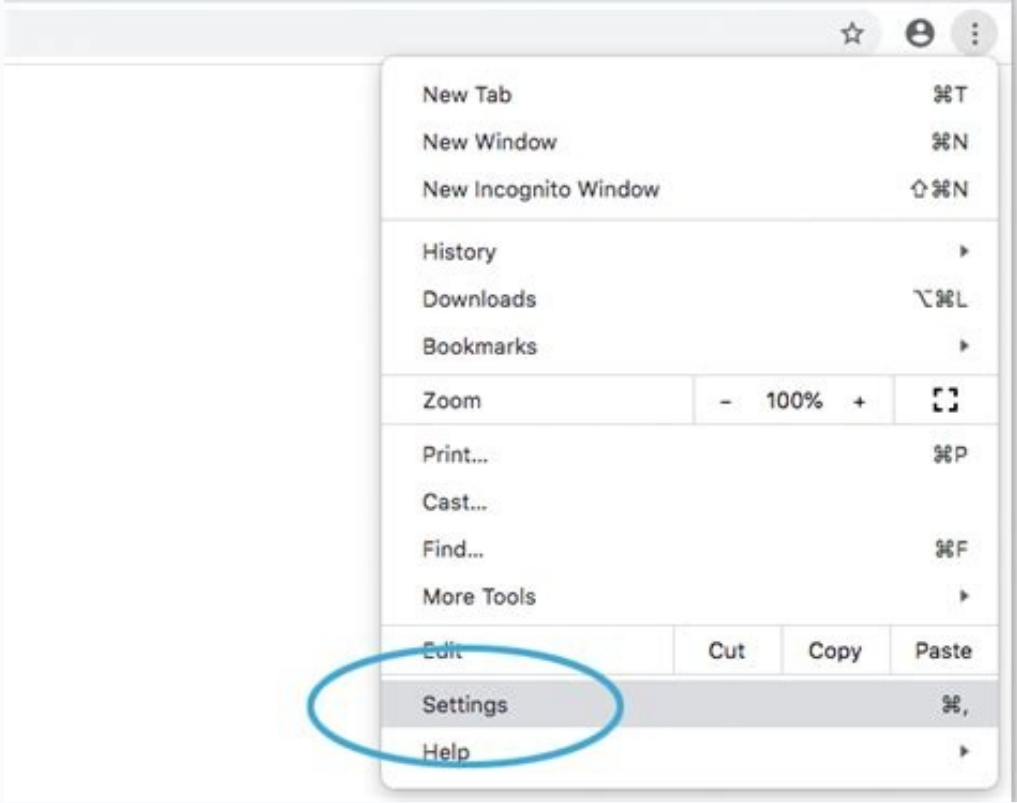 New Tab ⌘T
New Window ⌘N
New Incognito Window ⇧⌘N
History
Downloads ⌥⌘L
Bookmarks
Zoom - 100% +
Print... ⌘P
Cast...
Find... ⌘F
More Tools
Edit Cut Copy Paste
Settings ⌘,
Help